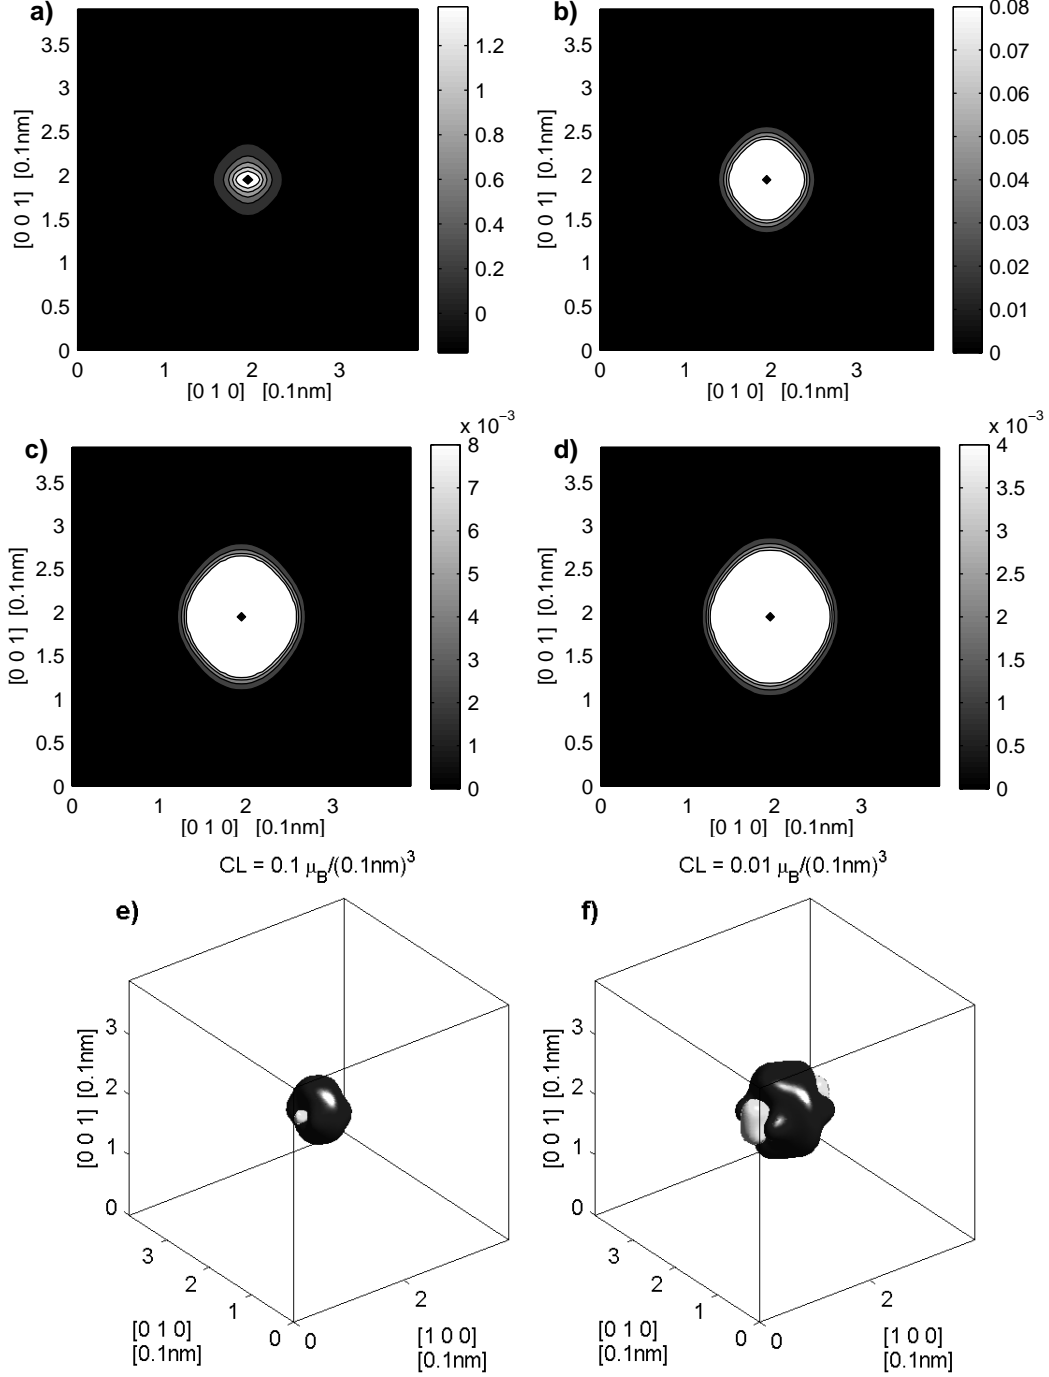 a)
3.5
3
2.5
2
1.5
1
0.5
0
[0 0 1] [0.1nm]
0 1 2 3
[0 1 0] [0.1nm]
1.2
1
0.8
0.6
0.4
0.2
0
b)
3.5
3
2.5
2
1.5
1
0.5
0
[0 0 1] [0.1nm]
0 1 2 3
[0 1 0] [0.1nm]
0.08
0.07
0.06
0.05
0.04
0.03
0.02
0.01
0
c)
3.5
3
2.5
2
1.5
1
0.5
0
[0 0 1] [0.1nm]
0 1 2 3
[0 1 0] [0.1nm]
x 10⁻³
8
7
6
5
4
3
2
1
0
d)
3.5
3
2.5
2
1.5
1
0.5
0
[0 0 1] [0.1nm]
0 1 2 3
[0 1 0] [0.1nm]
x 10⁻³
4
3.5
3
2.5
2
1.5
1
0.5
0
CL = 0.1 μ_B/(0.1nm)³
e)
3
2
1
0
[0 0 1] [0.1nm]
3
2
1
0
[0 1 0]
[0.1nm]
0
2
[1 0 0]
[0.1nm]
CL = 0.01 μ_B/(0.1nm)³
f)
3
2
1
0
[0 0 1] [0.1nm]
3
2
1
0
[0 1 0]
[0.1nm]
0
2
[1 0 0]
[0.1nm]